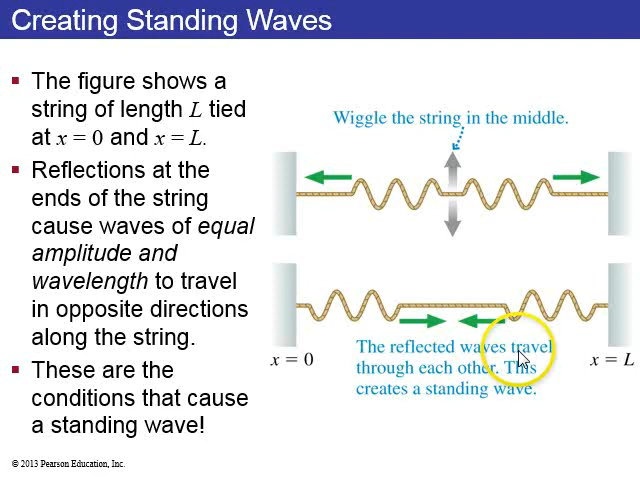 Creating Standing Waves
▪ The figure shows a
string of length L tied
at x = 0 and x = L.
▪ Reflections at the
ends of the string
cause waves of equal
amplitude and
wavelength to travel
in opposite directions
along the string.
▪ These are the
conditions that cause
a standing wave!
Wiggle the string in the middle.
x = 0
The reflected waves travel
through each other. This
creates a standing wave.
x = L
© 2013 Pearson Education, Inc.